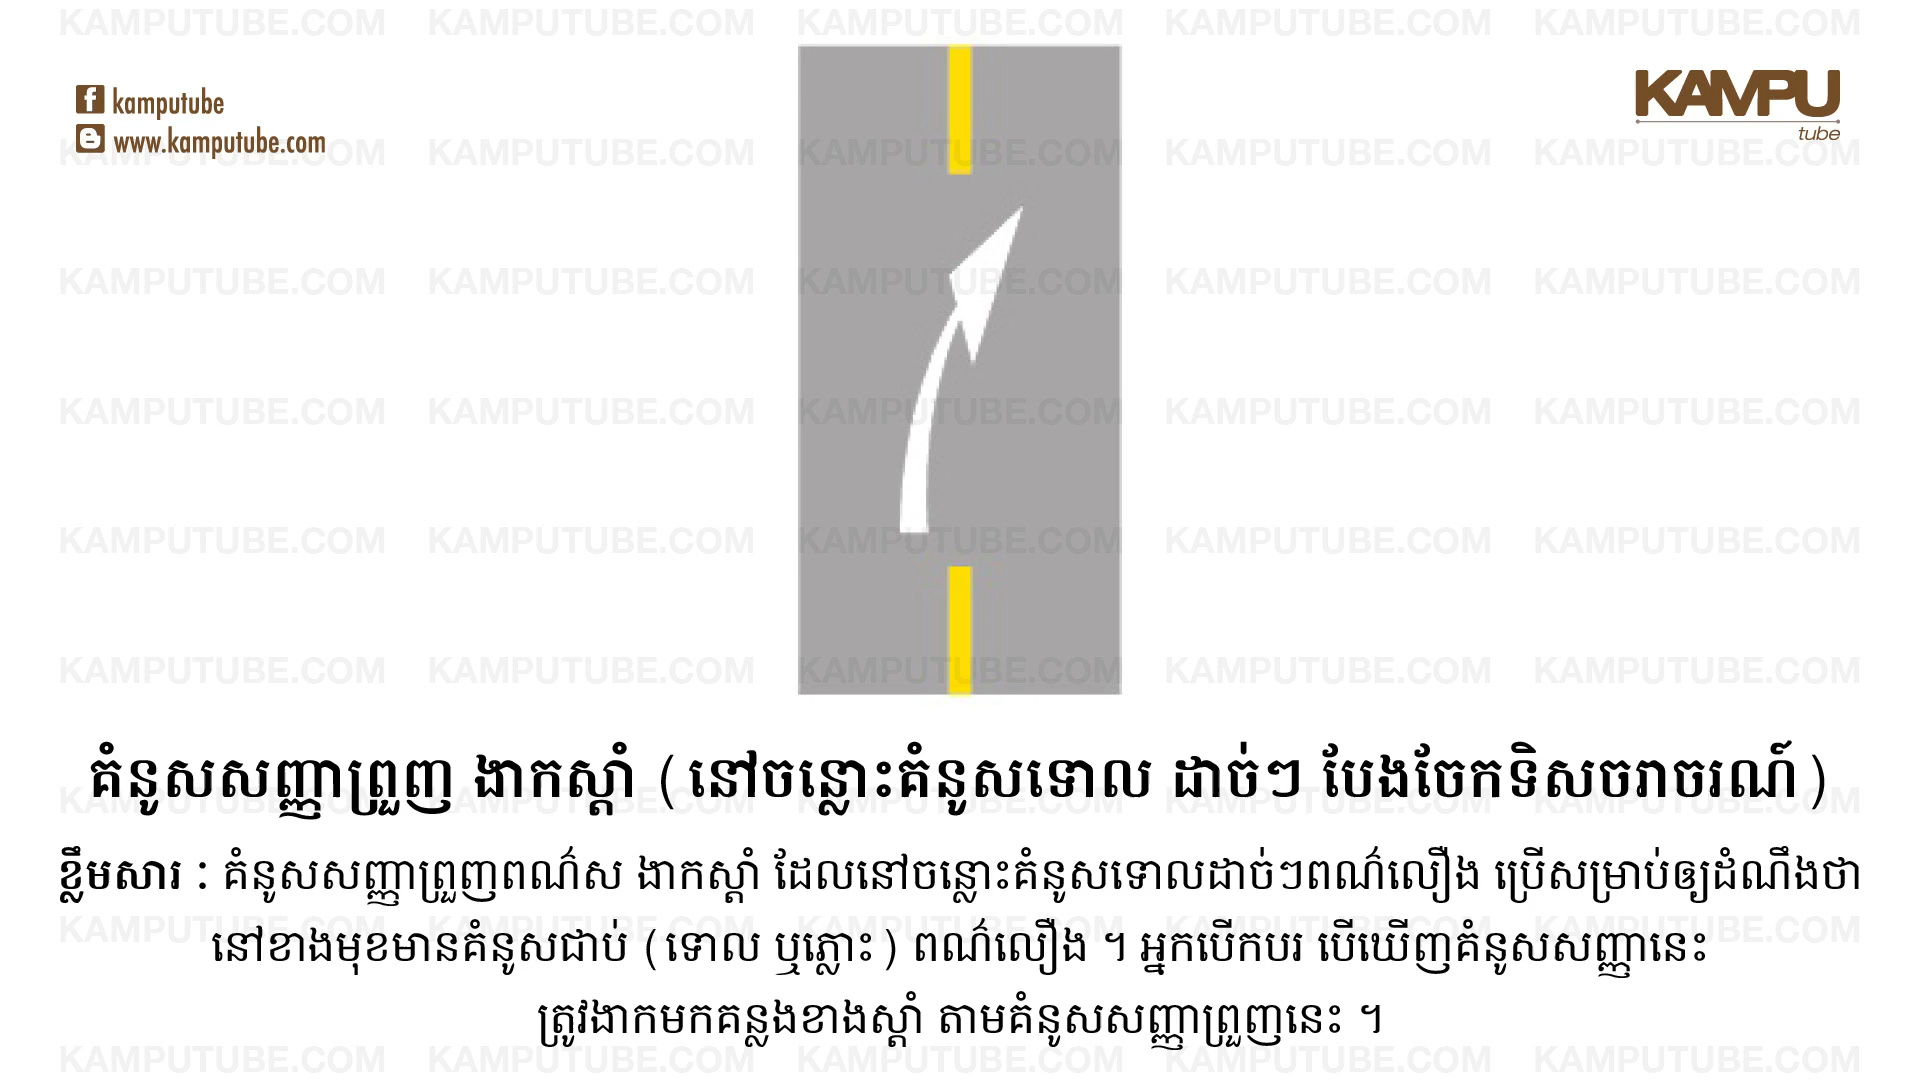 kamputube
www.kamputube.com
KAMPU
tube
គំនូសសញ្ញាព្រួញ ងាកស្ដាំ (នៅចន្លោះគំនូសទោល ដាច់ៗ បែងចែកទិសចរាចរណ៍)
ខ្លឹមសារ : គំនូសសញ្ញាព្រួញពណ៌ស ងាកស្ដាំ ដែលនៅចន្លោះគំនូសទោលដាច់ៗពណ៌លឿង ប្រើសម្រាប់ឲ្យដំណឹងថា
នៅខាងមុខមានគំនូសជាប់ (ទោល ឬភ្លោះ) ពណ៌លឿង ។ អ្នកបើកបរ បើឃើញគំនូសសញ្ញានេះ
ត្រូវងាកមកគន្លងខាងស្ដាំ តាមគំនូសសញ្ញាព្រួញនេះ ។